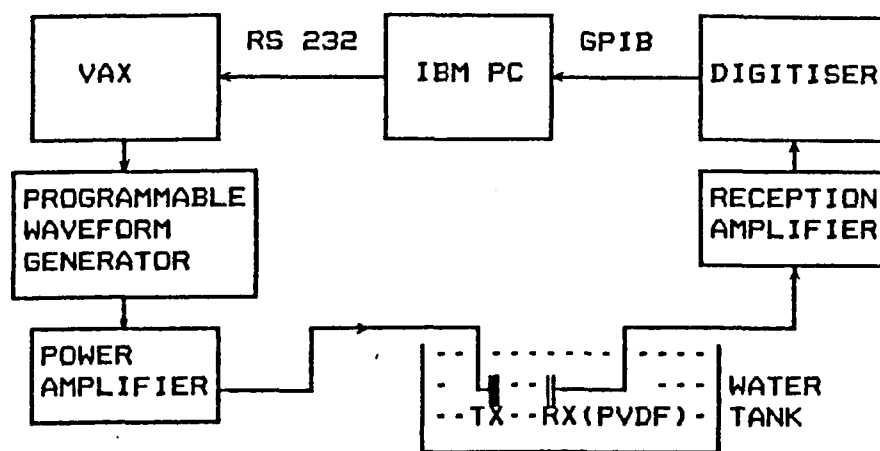 RS 232
GPIB
VAX
IBM PC
DIGITISER
PROGRAMMABLE
WAVEFORM
GENERATOR
RECEPTION
AMPLIFIER
POWER
AMPLIFIER
TX
RX(PVDF)
WATER
TANK